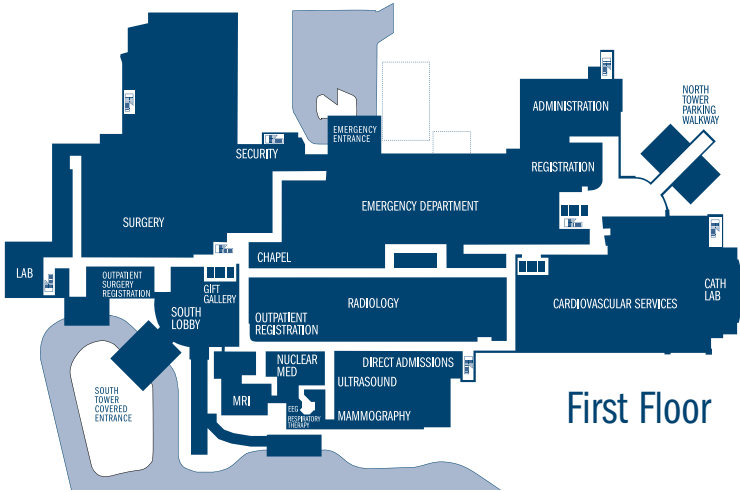 ADMINISTRATION
NORTH
TOWER
PARKING
WALKWAY
EMERGENCY
ENTRANCE
SECURITY
REGISTRATION
EMERGENCY DEPARTMENT
SURGERY
CHAPEL
LAB
OUTPATIENT
SURGERY
REGISTRATION
GIFT
GALLERY
SOUTH
LOBBY
RADIOLOGY
OUTPATIENT
REGISTRATION
CARDIOVASCULAR SERVICES
CATH
LAB
NUCLEAR
MED
DIRECT ADMISSIONS
ULTRASOUND
MAMMOGRAPHY
MRI
EEG
RESPIRATORY
THERAPY
SOUTH
TOWER
COVERED
ENTRANCE
First Floor